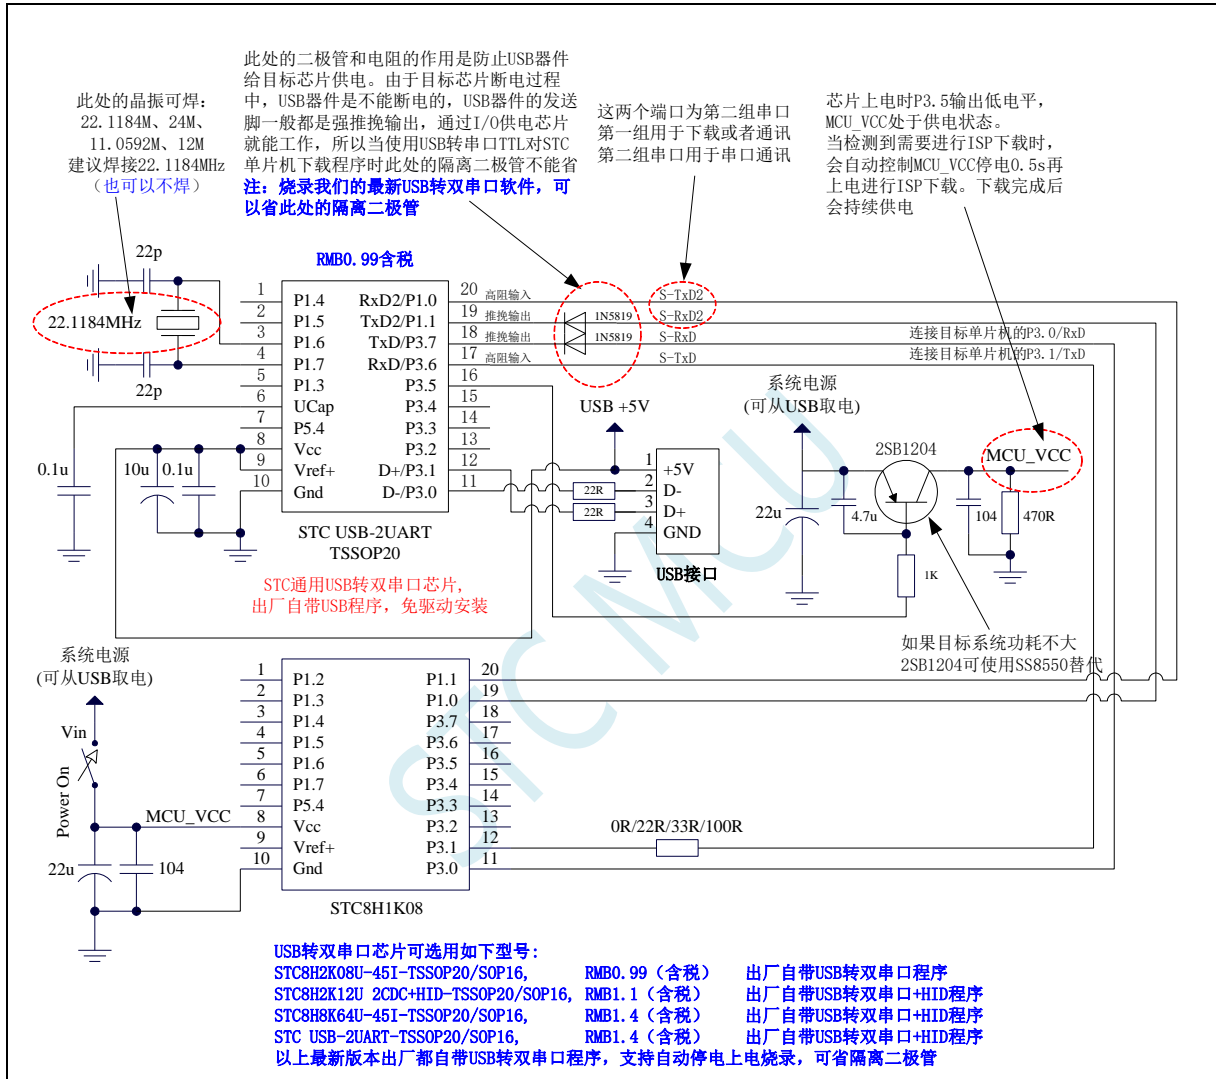 此处的二极管和电阻的作用是防止USB器件
给目标芯片供电。由于目标芯片断电过程
中，USB器件是不能断电的，USB器件的发送
脚一般都是强推挽输出，通过I/O供电芯片
就能工作，所以当使用USB转串口TTL对STC
单片机下载程序时此处的隔离二极管不能省
注：烧录我们的最新USB转双串口软件，可
以省此处的隔离二极管
此处的晶振可焊：
22.1184M、24M、
11.0592M、12M
建议焊接22.1184MHz
（也可以不焊）
这两个端口为第二组串口
第一组用于下载或者通讯
第二组串口用于串口通讯
芯片上电时P3.5输出低电平，
MCU_VCC处于供电状态。
当检测到需要进行ISP下载时，
会自动控制MCU_VCC停电0.5s再
上电进行ISP下载。下载完成后
会持续供电
22p
22.1184MHz
22p
RMB0.99含税
1 P1.4 RxD2/P1.0 20 高阻输入 S-TxD2
2 P1.5 TxD2/P1.1 19 推挽输出 1N5819 S-RxD2
3 P1.6 TxD/P3.7 18 推挽输出 1N5819 S-RxD 连接目标单片机的P3.0/RxD
4 P1.7 RxD/P3.6 17 高阻输入 S-TxD 连接目标单片机的P3.1/TxD
5 P1.3 P3.5 16
6 UCap P3.4 15
7 P5.4 P3.3 14
8 Vcc P3.2 13
9 Vref+ D+/P3.1 12
10 Gnd D-/P3.0 11
0.1u
10u
0.1u
STC USB-2UART
TSSOP20
STC通用USB转双串口芯片，
出厂自带USB程序，免驱动安装
USB +5V
22R
22R
1 +5V
2 D-
3 D+
4 GND
USB接口
系统电源
(可从USB取电)
2SB1204
MCU_VCC
22u
4.7u
104
470R
1K
如果目标系统功耗不大
2SB1204可使用SS8550替代
系统电源
(可从USB取电)
Vin
Power On
MCU_VCC
22u
104
1 P1.2 P1.1 20
2 P1.3 P1.0 19
3 P1.4 P3.7 18
4 P1.5 P3.6 17
5 P1.6 P3.5 16
6 P1.7 P3.4 15
7 P5.4 P3.3 14
8 Vcc P3.2 13
9 Vref+ P3.1 12
10 Gnd P3.0 11
0R/22R/33R/100R
STC8H1K08
STC MCU
USB转双串口芯片可选用如下型号：
STC8H2K08U-45I-TSSOP20/SOP16, RMB0.99（含税） 出厂自带USB转双串口程序
STC8H2K12U 2CDC+HID-TSSOP20/SOP16, RMB1.1（含税） 出厂自带USB转双串口+HID程序
STC8H8K64U-45I-TSSOP20/SOP16, RMB1.4（含税） 出厂自带USB转双串口+HID程序
STC USB-2UART-TSSOP20/SOP16, RMB1.4（含税） 出厂自带USB转双串口+HID程序
以上最新版本出厂都自带USB转双串口程序，支持自动停电上电烧录，可省隔离二极管